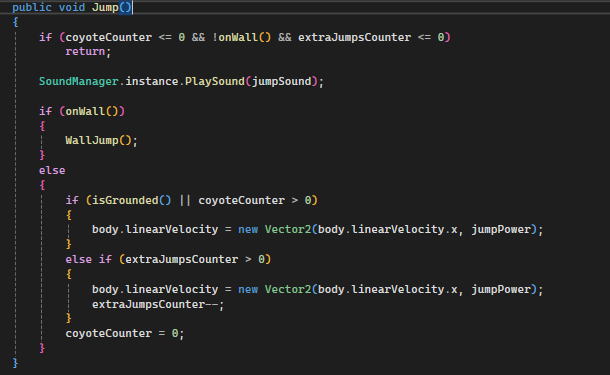 public void Jump()
{
    if (coyoteCounter <= 0 && !onWall() && extraJumpsCounter <= 0)
        return;

    SoundManager.instance.PlaySound(jumpSound);

    if (onWall())
    {
        WallJump();
    }
    else
    {
        if (isGrounded() || coyoteCounter > 0)
        {
            body.linearVelocity = new Vector2(body.linearVelocity.x, jumpPower);
        }
        else if (extraJumpsCounter > 0)
        {
            body.linearVelocity = new Vector2(body.linearVelocity.x, jumpPower);
            extraJumpsCounter--;
        }
        coyoteCounter = 0;
    }
}